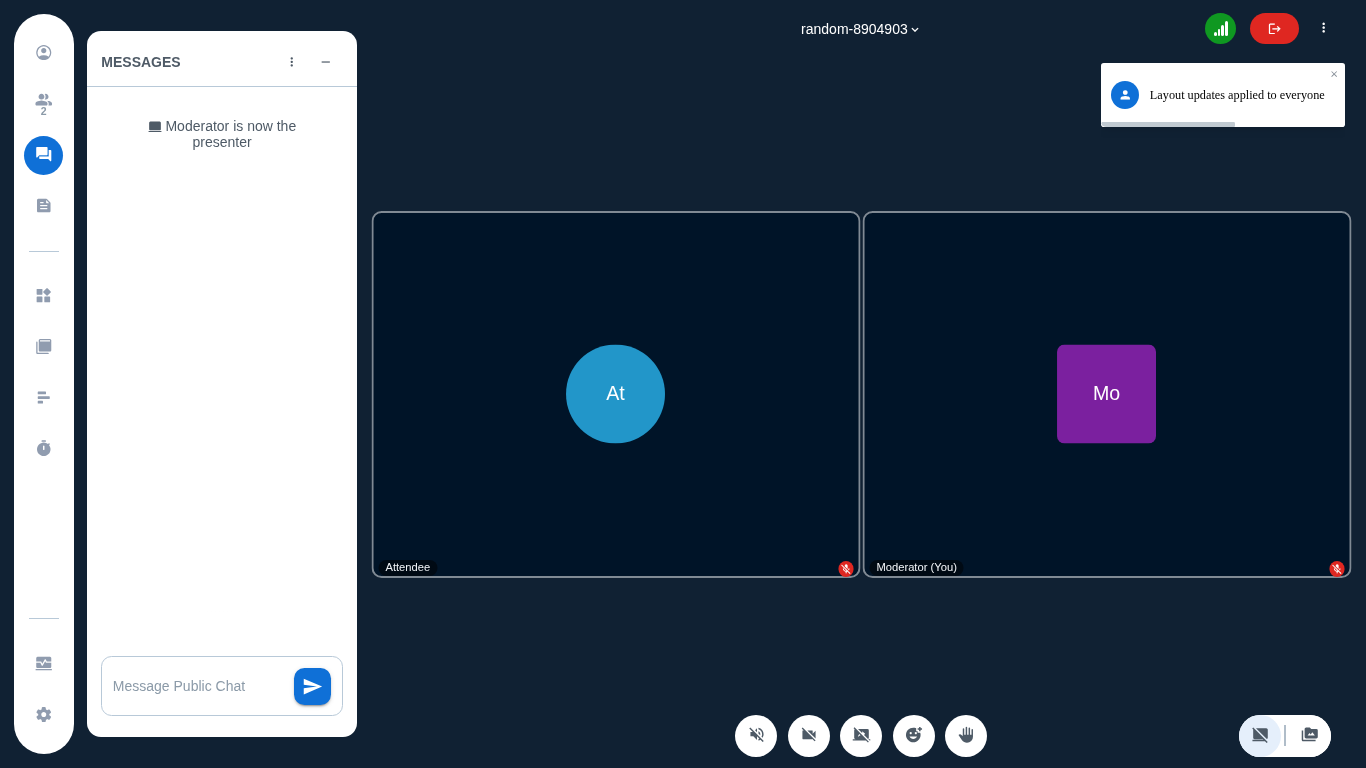 random-8904903
2
MESSAGES
Moderator is now the
presenter
Message Public Chat
Layout updates applied to everyone
At
Attendee
Mo
Moderator (You)